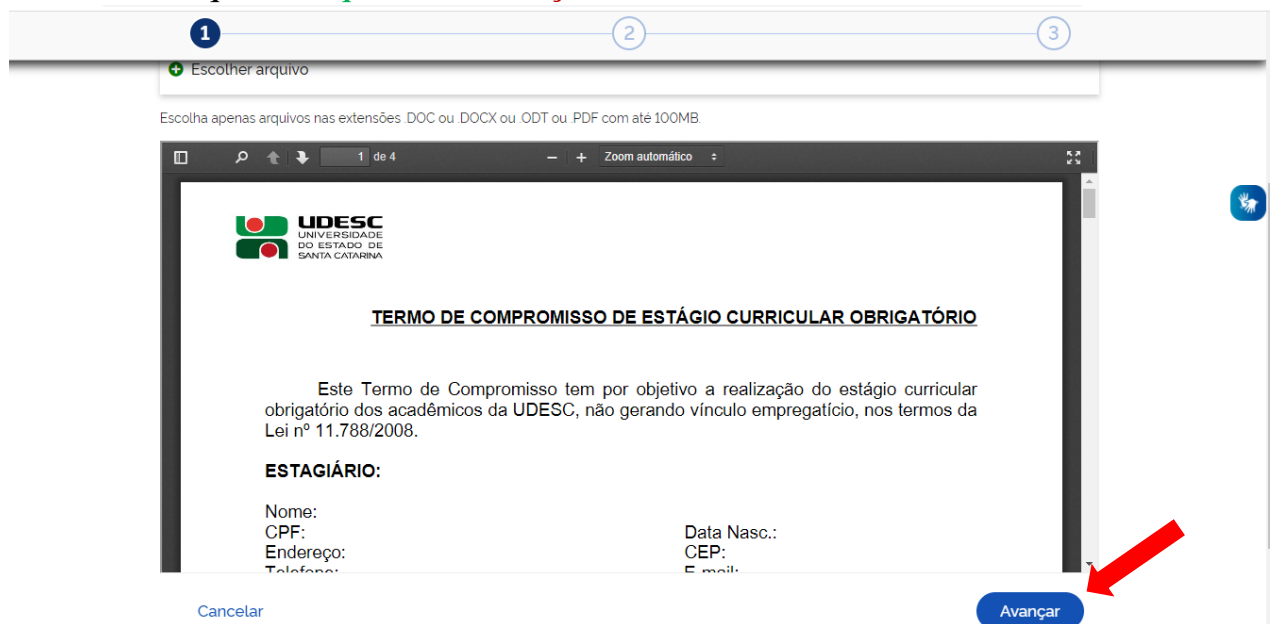 1 2 3
Escolher arquivo
Escolha apenas arquivos nas extensões .DOC ou .DOCX ou .ODT ou .PDF com até 100MB.
1 de 4 Zoom automático
UDESC
UNIVERSIDADE
DO ESTADO DE
SANTA CATARINA
TERMO DE COMPROMISSO DE ESTÁGIO CURRICULAR OBRIGATÓRIO
Este Termo de Compromisso tem por objetivo a realização do estágio curricular
obrigatório dos acadêmicos da UDESC, não gerando vínculo empregatício, nos termos da
Lei nº 11.788/2008.
ESTAGIÁRIO:
Nome:
CPF: Data Nasc.:
Endereço: CEP:
Telefone: E-mail:
Cancelar Avançar